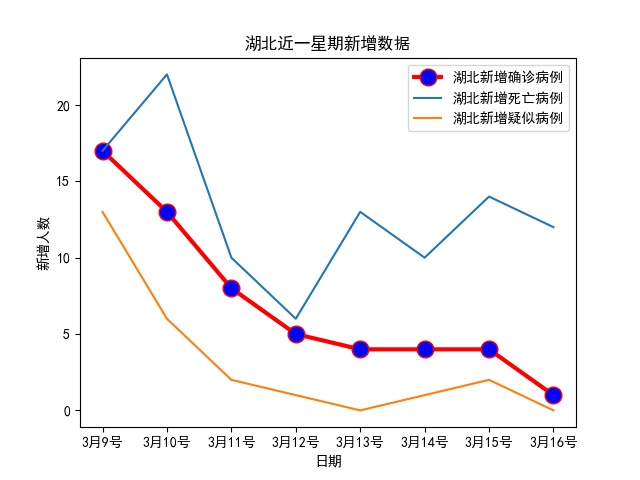 湖北近一星期新增数据
湖北新增确诊病例
湖北新增死亡病例
湖北新增疑似病例
新增人数
20
15
10
5
0
3月9号 3月10号 3月11号 3月12号 3月13号 3月14号 3月15号 3月16号
日期